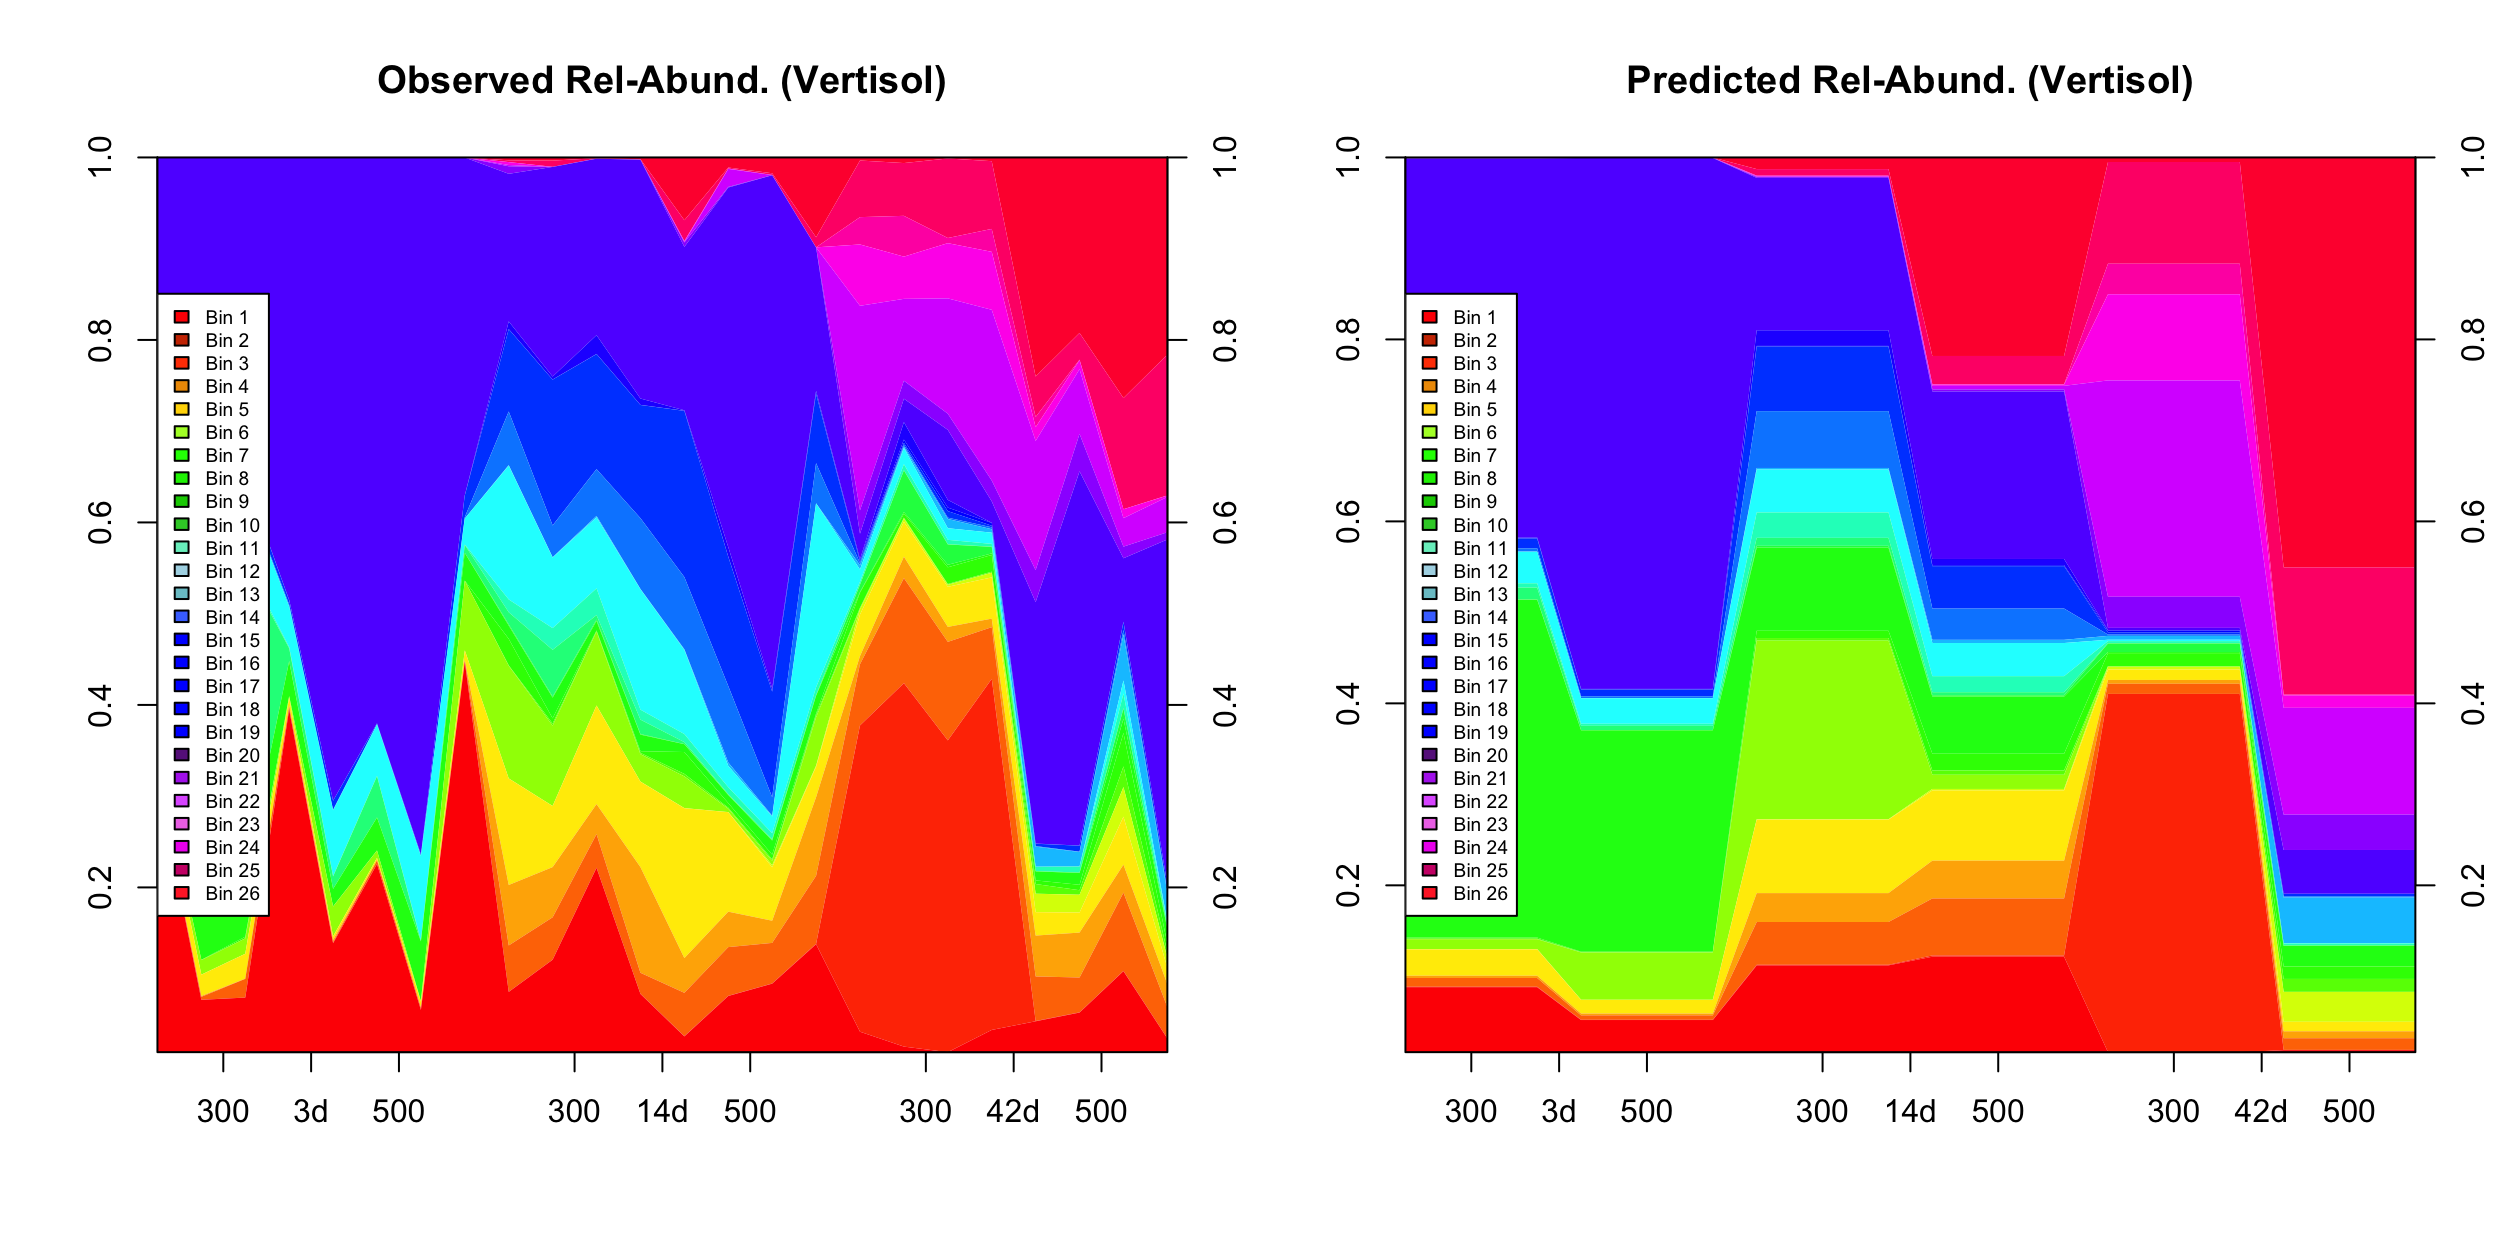 Observed Rel-Abund. (Vertisol)
1.0
0.8
0.6
0.4
0.2
1.0
0.8
0.6
0.4
0.2
Bin 1
Bin 2
Bin 3
Bin 4
Bin 5
Bin 6
Bin 7
Bin 8
Bin 9
Bin 10
Bin 11
Bin 12
Bin 13
Bin 14
Bin 15
Bin 16
Bin 17
Bin 18
Bin 19
Bin 20
Bin 21
Bin 22
Bin 23
Bin 24
Bin 25
Bin 26
300 3d 500 300 14d 500 300 42d 500
Predicted Rel-Abund. (Vertisol)
1.0
0.8
0.6
0.4
0.2
1.0
0.8
0.6
0.4
0.2
Bin 1
Bin 2
Bin 3
Bin 4
Bin 5
Bin 6
Bin 7
Bin 8
Bin 9
Bin 10
Bin 11
Bin 12
Bin 13
Bin 14
Bin 15
Bin 16
Bin 17
Bin 18
Bin 19
Bin 20
Bin 21
Bin 22
Bin 23
Bin 24
Bin 25
Bin 26
300 3d 500 300 14d 500 300 42d 500